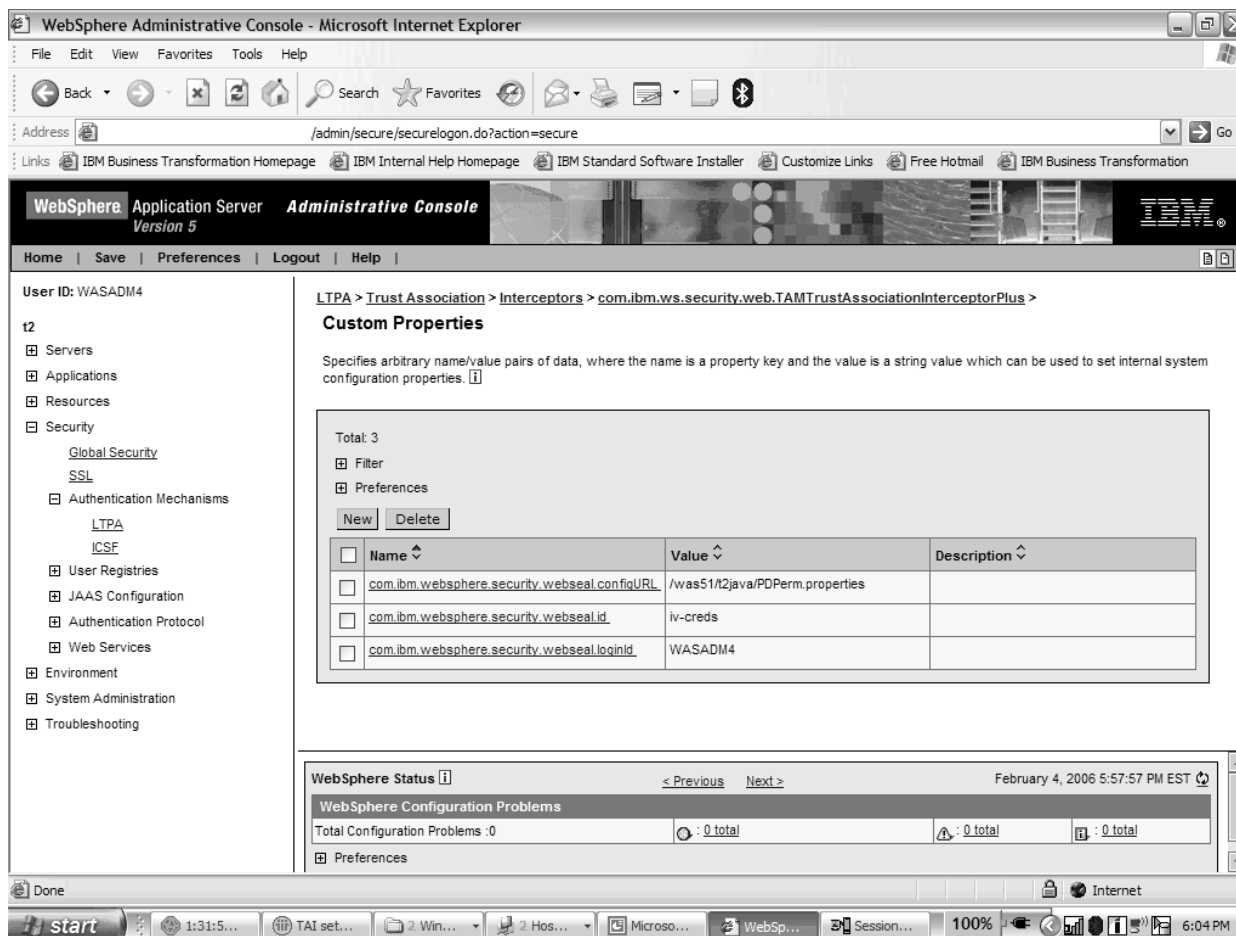 WebSphere Administrative Console - Microsoft Internet Explorer
File Edit View Favorites Tools Help
Back Search Favorites
Address /admin/secure/securelogon.do?action=secure Go
Links IBM Business Transformation Homepage IBM Internal Help Homepage IBM Standard Software Installer Customize Links Free Hotmail IBM Business Transformation
WebSphere Application Server Administrative Console
Version 5
IBM®
Home | Save | Preferences | Logout | Help |
User ID: WASADM4
t2
Servers
Applications
Resources
Security
Global Security
SSL
Authentication Mechanisms
LTPA
ICSF
User Registries
JAAS Configuration
Authentication Protocol
Web Services
Environment
System Administration
Troubleshooting
LTPA > Trust Association > Interceptors > com.ibm.ws.security.web.TAMTrustAssociationInterceptorPlus >
Custom Properties
Specifies arbitrary name/value pairs of data, where the name is a property key and the value is a string value which can be used to set internal system
configuration properties. i
Total: 3
Filter
Preferences
New Delete
Name Value Description
com.ibm.websphere.security.webseal.configURL /was51/t2java/PDPerm.properties
com.ibm.websphere.security.webseal.id iv-creds
com.ibm.websphere.security.webseal.loginId WASADM4
WebSphere Status i < Previous Next > February 4, 2006 5:57:57 PM EST
WebSphere Configuration Problems
Total Configuration Problems :0 : 0 total : 0 total : 0 total
Preferences
Done Internet
start 1:31:5... TAI set... 2 Win... 2 Hos... Microso... WebSp... Session... 100% 6:04 PM